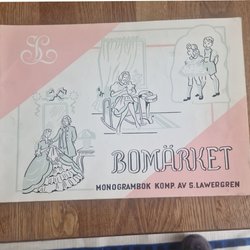 BOMÄRKET
MONOGRAMBOK KOMP. AV S. LAWERGREN